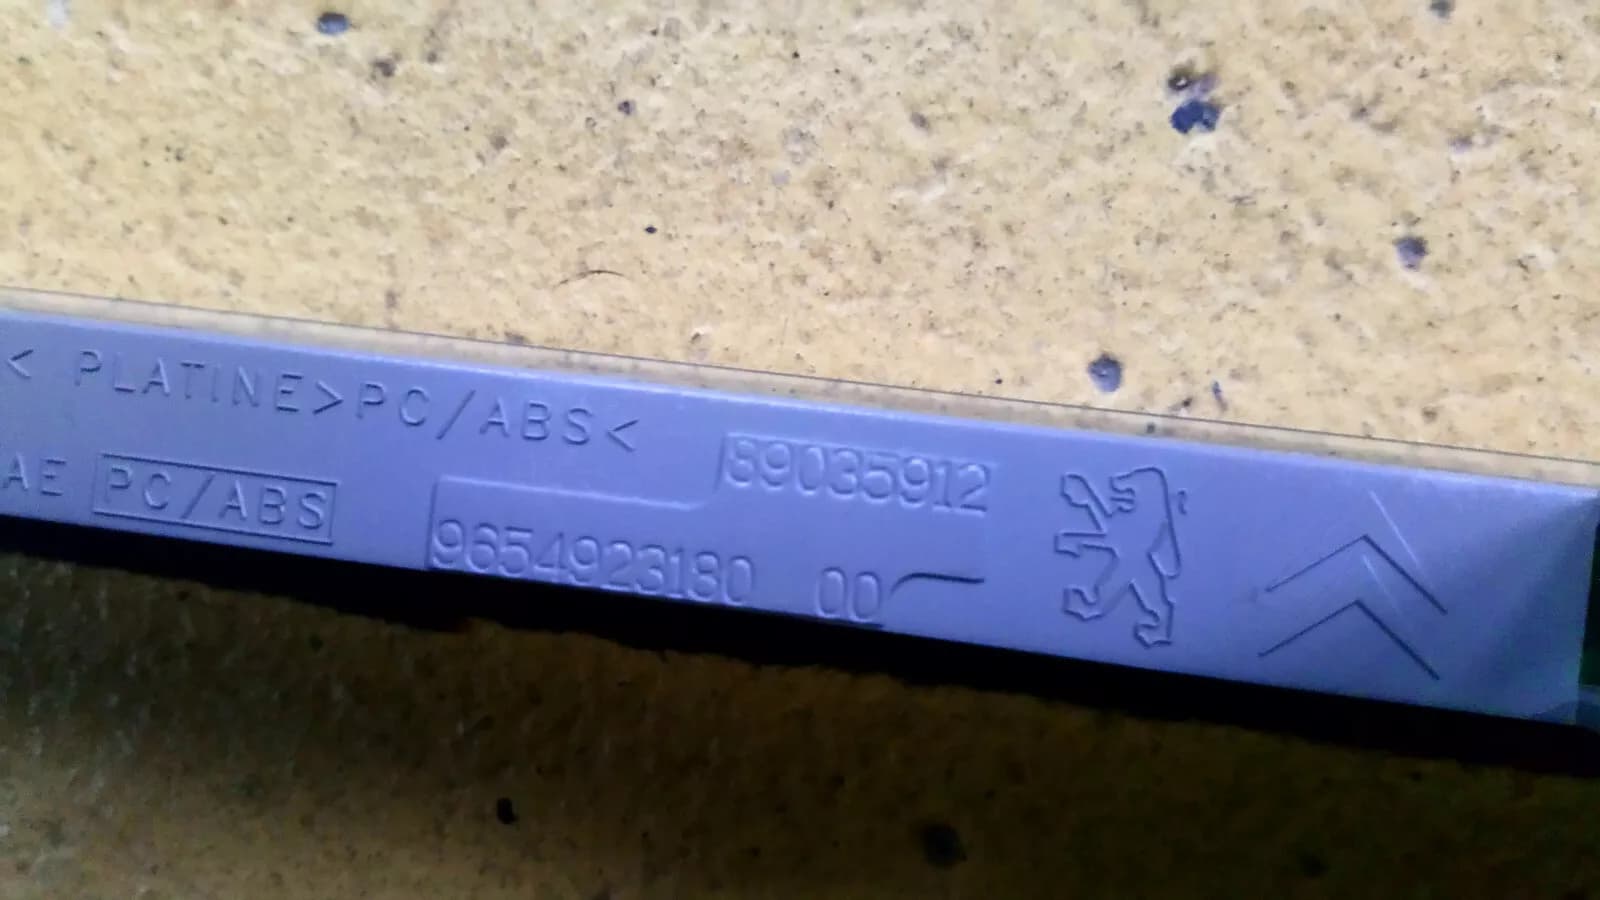 < PLATINE>PC/ABS<
89035912
AE PC/ABS
9654923180 00